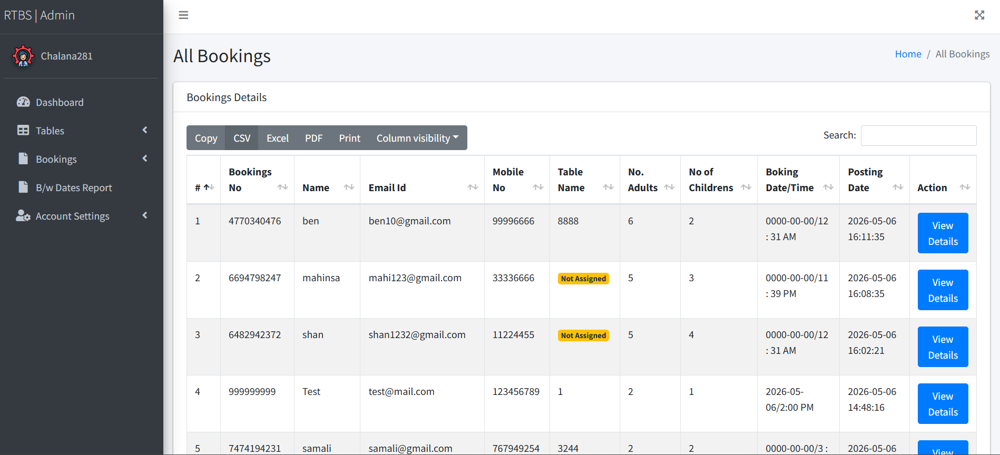 RTBS | Admin
Chalana281
Dashboard
Tables
Bookings
B/w Dates Report
Account Settings
All Bookings
Home / All Bookings
Bookings Details
Copy CSV Excel PDF Print Column visibility
Search:
# Bookings No Name Email Id Mobile No Table Name No. Adults No of Childrens Boking Date/Time Posting Date Action
1 4770340476 ben ben10@gmail.com 99996666 8888 6 2 0000-00-00/12 : 31 AM 2026-05-06 16:11:35 View Details
2 6694798247 mahinsa mahi123@gmail.com 33336666 Not Assigned 5 3 0000-00-00/11 : 39 PM 2026-05-06 16:08:35 View Details
3 6482942372 shan shan1232@gmail.com 11224455 Not Assigned 5 4 0000-00-00/12 : 31 AM 2026-05-06 16:02:21 View Details
4 999999999 Test test@mail.com 123456789 1 2 1 2026-05-06/2:00 PM 2026-05-06 14:48:16 View Details
5 7474194231 samali samali@gmail.com 767949254 3244 2 2 0000-00-00/3 : 2026-05-06 View